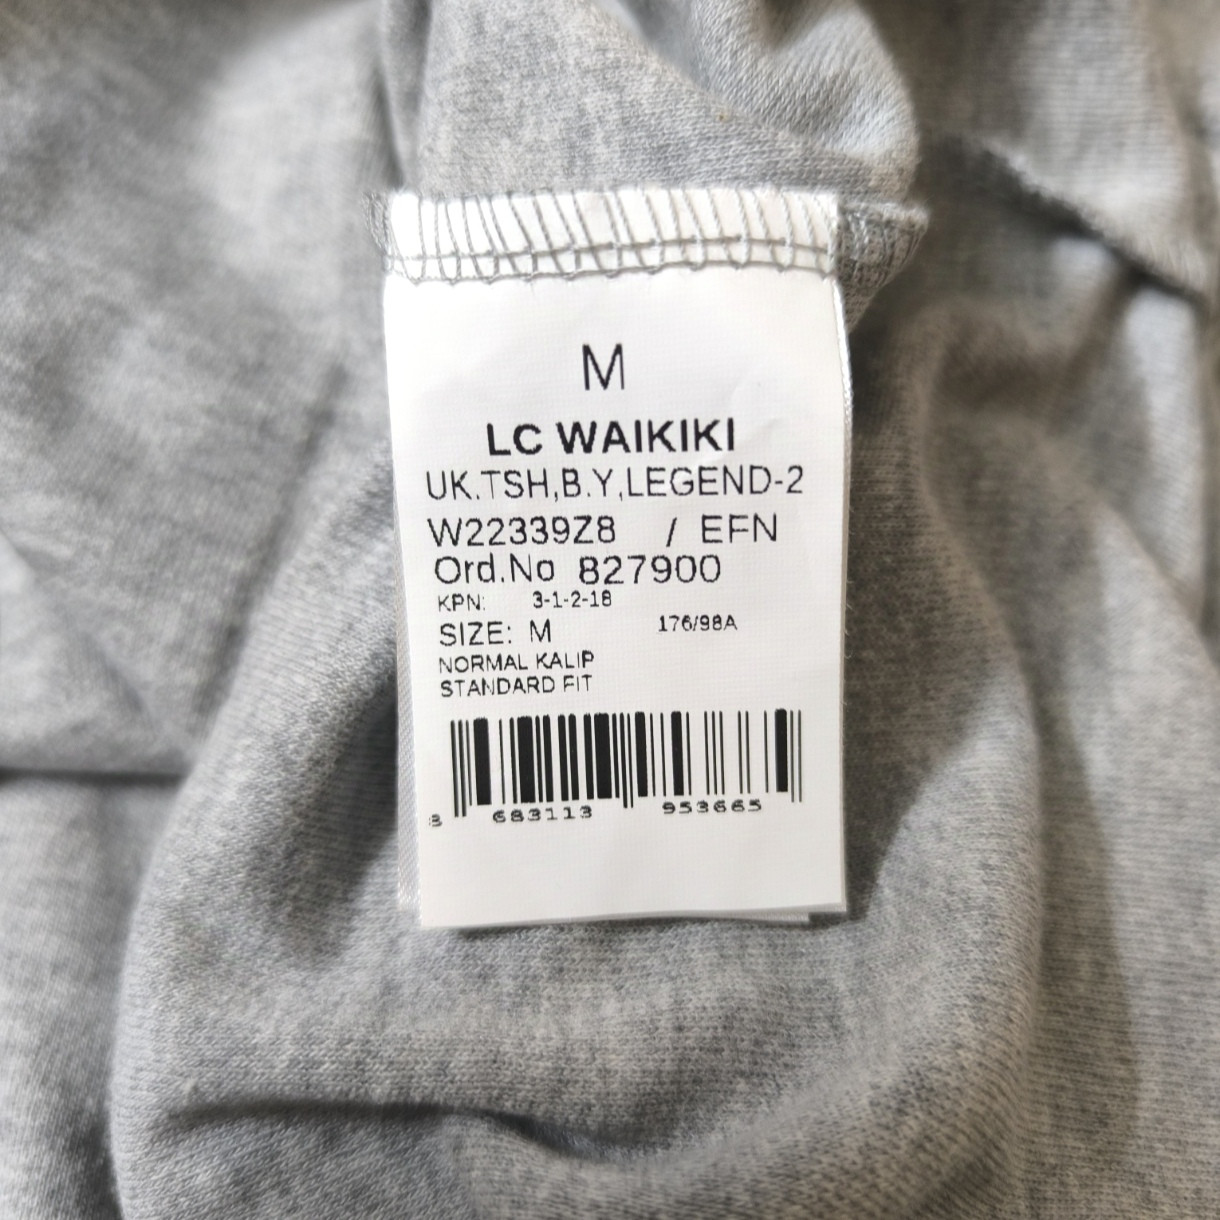 M
LC WAIKIKI
UK.TSH,B.Y,LEGEND-2
W22339Z8 / EFN
Ord.No 827900
KPN: 3-1-2-18
SIZE: M 176/98A
NORMAL KALIP
STANDARD FIT
8 683113 953665